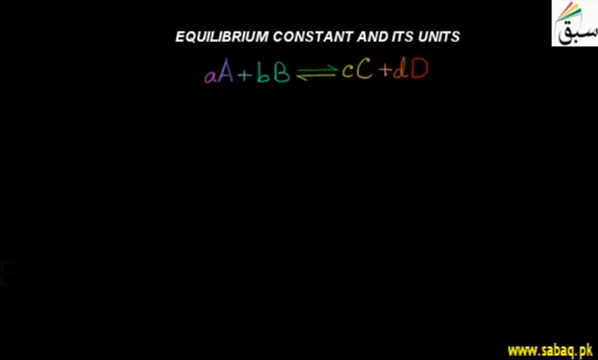 EQUILIBRIUM CONSTANT AND ITS UNITS
سبق
aA + bB ⇌ cC + dD
www.sabaq.pk